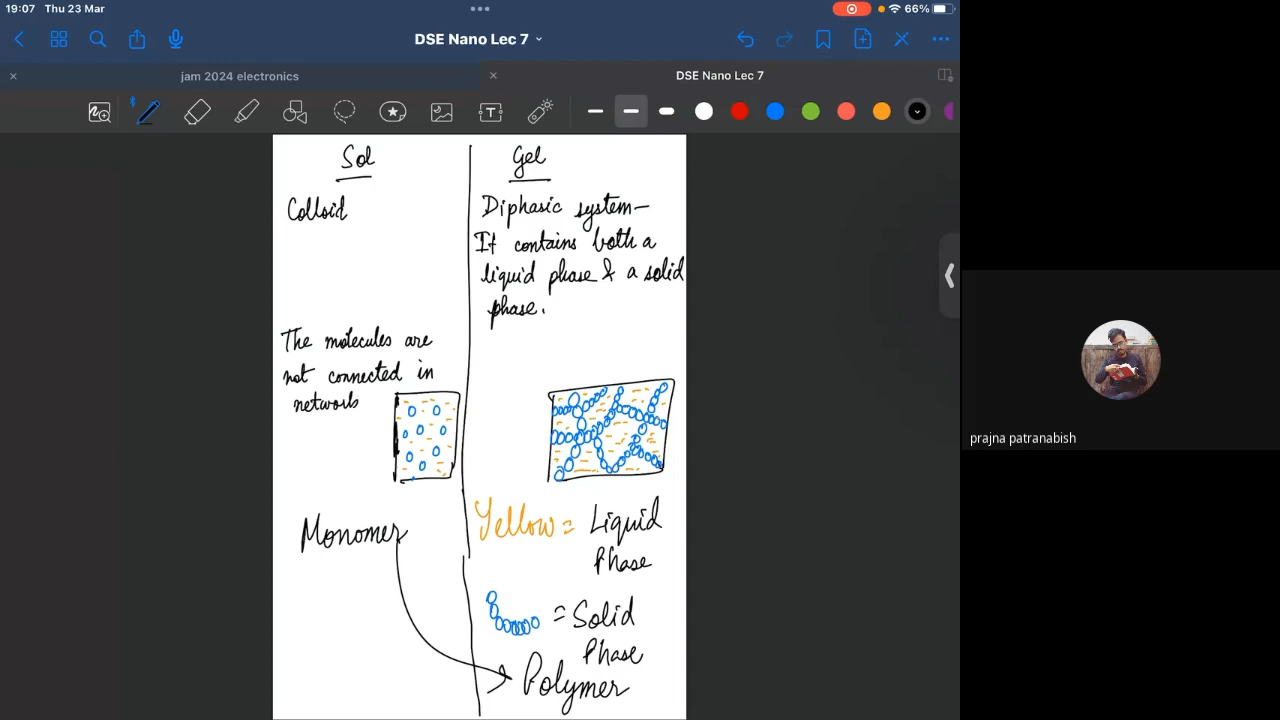 19:07 Thu 23 Mar
66%
DSE Nano Lec 7
jam 2024 electronics
DSE Nano Lec 7
Sol
Colloid
The molecules are
not connected in
network
Monomer
Gel
Diphasic system—
It contains both a
liquid phase & a solid
phase.
Yellow = Liquid
Phase
= Solid
Phase
Polymer
prajna patranabish